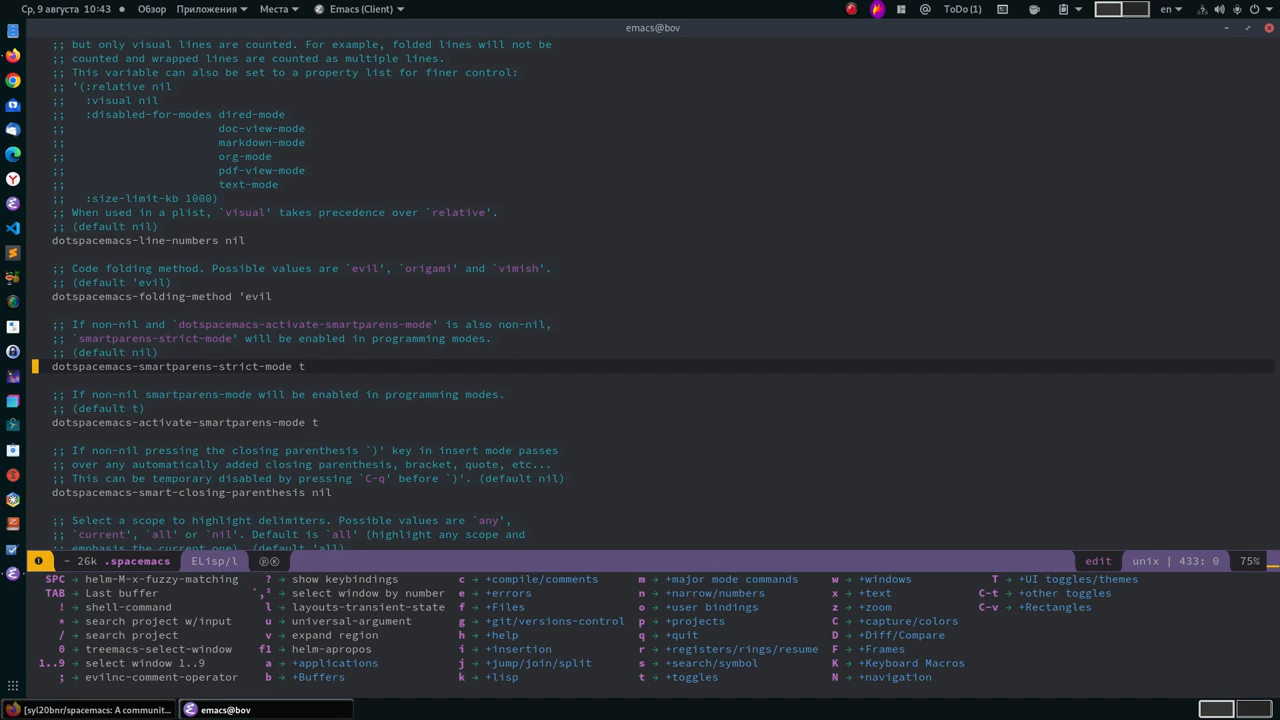 Ср, 9 августа 10:43 Обзор Приложения Места Emacs (Client) ToDo (1) en
emacs@bov
;; but only visual lines are counted. For example, folded lines will not be
;; counted and wrapped lines are counted as multiple lines.
;; This variable can also be set to a property list for finer control:
;; '(:relative nil
;;   :visual nil
;;   :disabled-for-modes dired-mode
;;                       doc-view-mode
;;                       markdown-mode
;;                       org-mode
;;                       pdf-view-mode
;;                       text-mode
;;   :size-limit-kb 1000)
;; When used in a plist, `visual' takes precedence over `relative'.
;; (default nil)
dotspacemacs-line-numbers nil
;; Code folding method. Possible values are `evil', `origami' and `vimish'.
;; (default 'evil)
dotspacemacs-folding-method 'evil
;; If non-nil and `dotspacemacs-activate-smartparens-mode' is also non-nil,
;; `smartparens-strict-mode' will be enabled in programming modes.
;; (default nil)
dotspacemacs-smartparens-strict-mode t
;; If non-nil smartparens-mode will be enabled in programming modes.
;; (default t)
dotspacemacs-activate-smartparens-mode t
;; If non-nil pressing the closing parenthesis `)' key in insert mode passes
;; over any automatically added closing parenthesis, bracket, quote, etc...
;; This can be temporary disabled by pressing `C-q' before `)'. (default nil)
dotspacemacs-smart-closing-parenthesis nil
;; Select a scope to highlight delimiters. Possible values are `any',
;; `current', `all' or `nil'. Default is `all' (highlight any scope and
;; emphasis the current one). (default 'all)
- 26k .spacemacs ELisp/l ⓟⓀ edit unix | 433: 0 75%
SPC → helm-M-x-fuzzy-matching ? → show keybindings c → +compile/comments m → +major mode commands w → +windows T → +UI toggles/themes
TAB → Last buffer `,² → select window by number e → +errors n → +narrow/numbers x → +text C-t → +other toggles
! → shell-command l → layouts-transient-state f → +Files o → +user bindings z → +zoom C-v → +Rectangles
* → search project w/input u → universal-argument g → +git/versions-control p → +projects C → +capture/colors
/ → search project v → expand region h → +help q → +quit D → +Diff/Compare
0 → treemacs-select-window f1 → helm-apropos i → +insertion r → +registers/rings/resume F → +Frames
1..9 → select window 1..9 a → +applications j → +jump/join/split s → +search/symbol K → +Keyboard Macros
; → evilnc-comment-operator b → +Buffers k → +lisp t → +toggles N → +navigation
[syl20bnr/spacemacs: A communit... emacs@bov